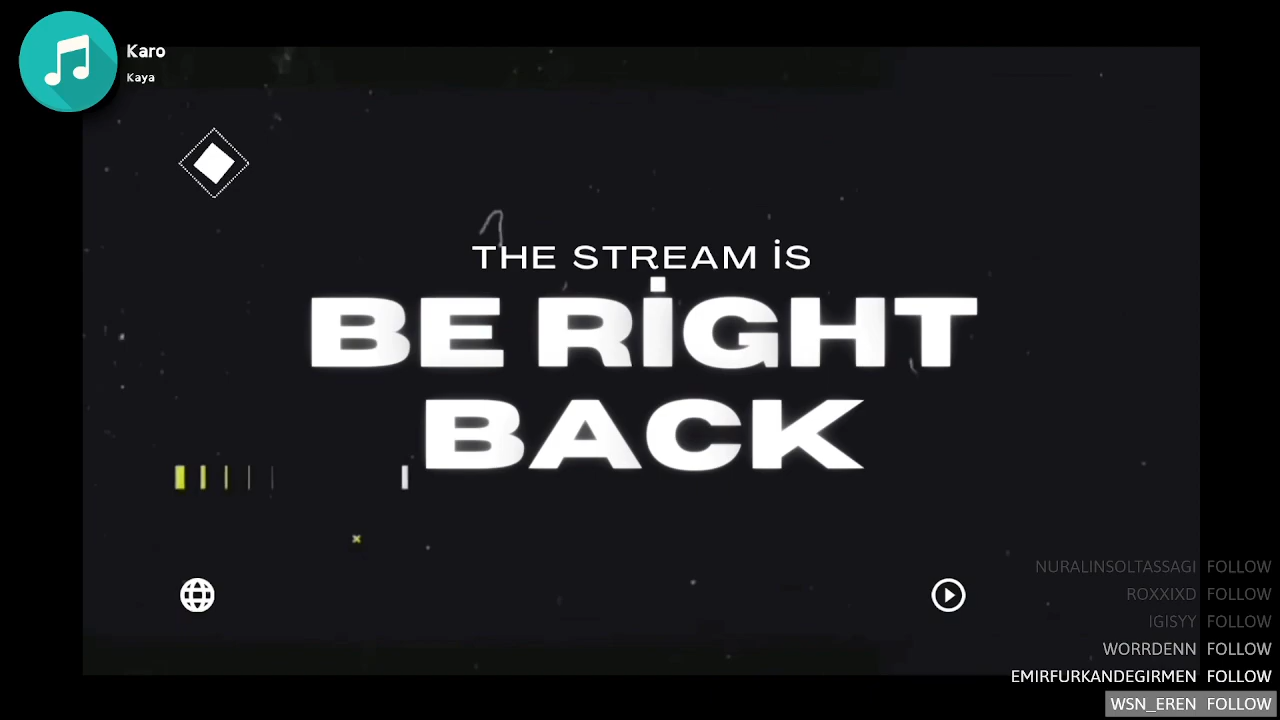 Karo
Kaya
THE STREAM İS
BE RİGHT
BACK
NURALINSOLTASSAGI FOLLOW
ROXXIXD FOLLOW
IGISYY FOLLOW
WORRDENN FOLLOW
EMIRFURKANDEGIRMEN FOLLOW
WSN_EREN FOLLOW